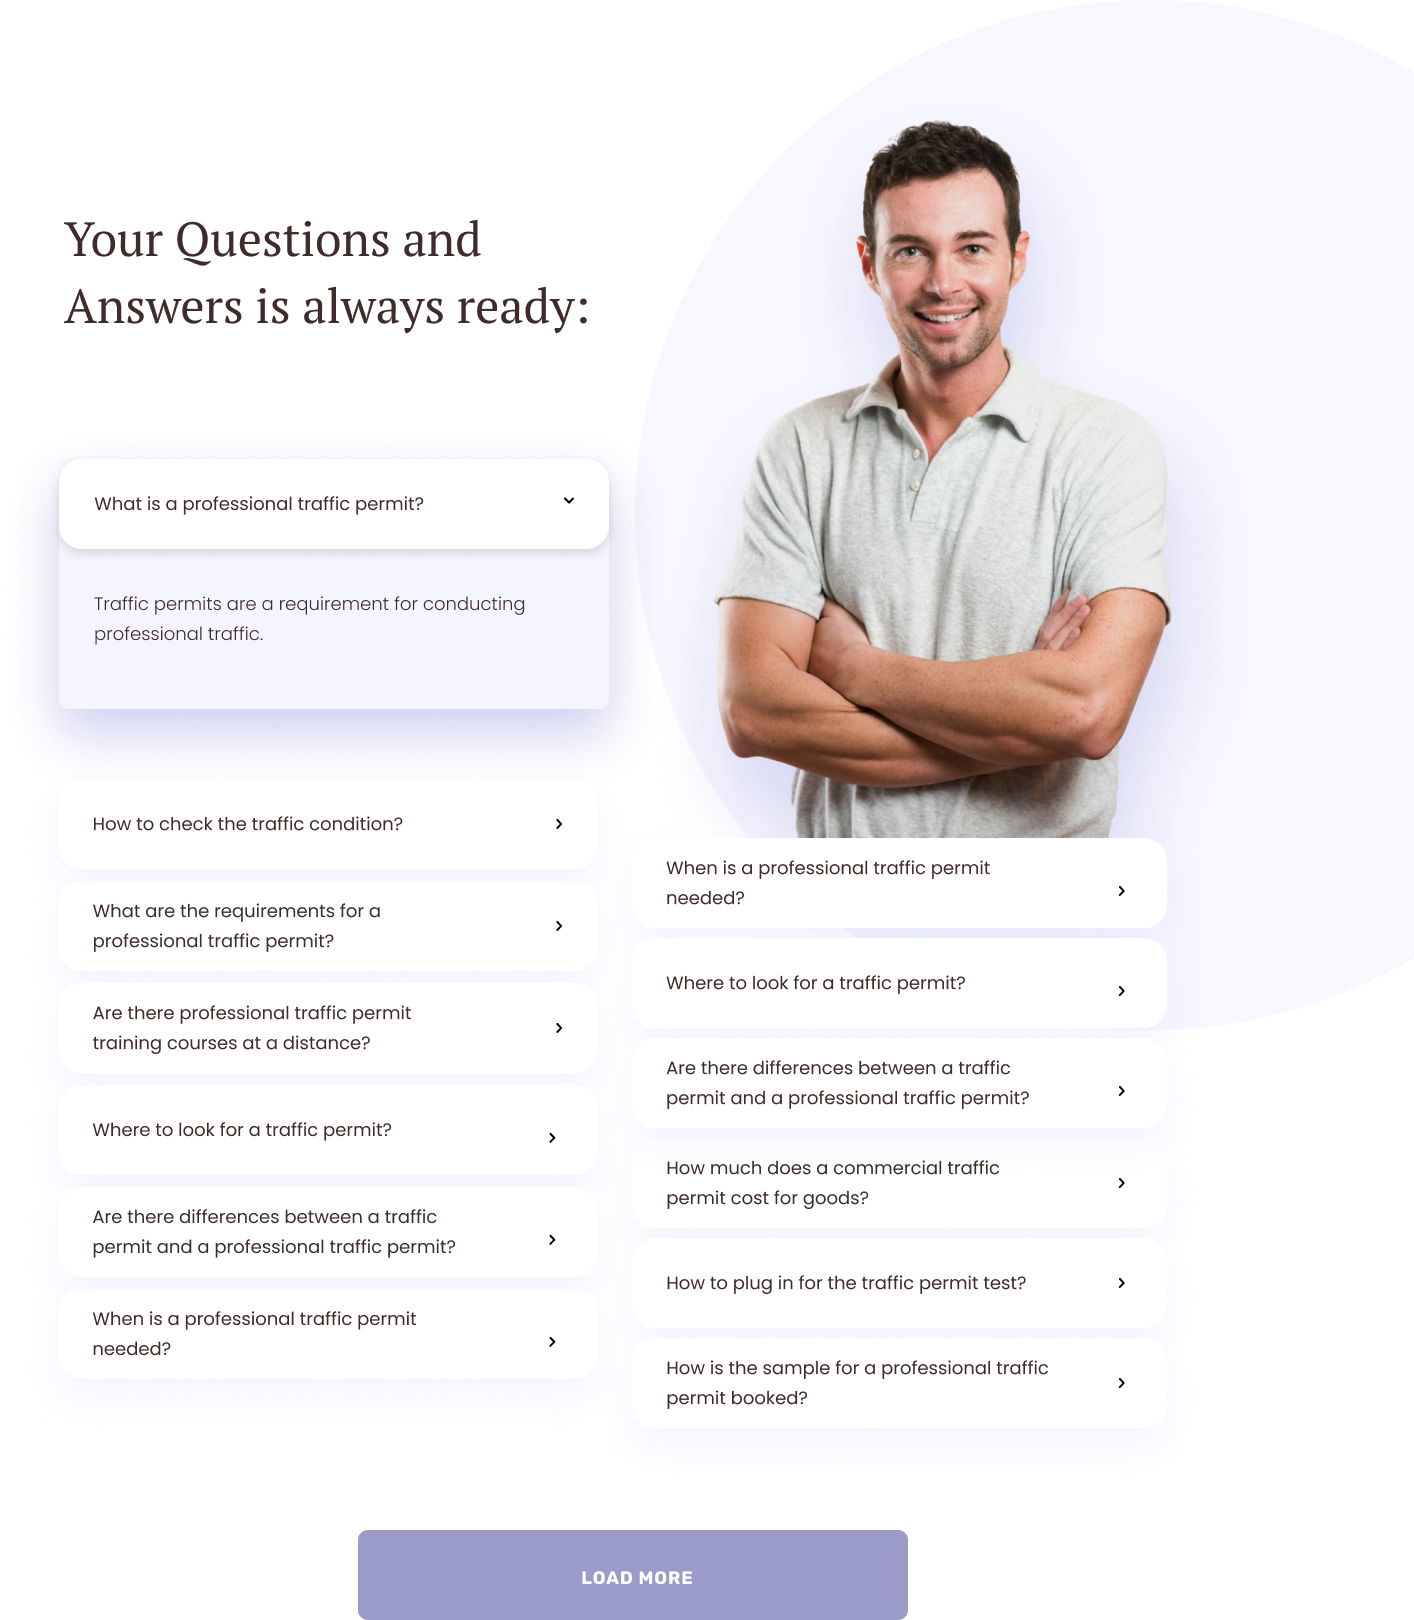 Your Questions and
Answers is always ready:
What is a professional traffic permit?
Traffic permits are a requirement for conducting
professional traffic.
How to check the traffic condition?
What are the requirements for a
professional traffic permit?
Are there professional traffic permit
training courses at a distance?
Where to look for a traffic permit?
Are there differences between a traffic
permit and a professional traffic permit?
When is a professional traffic permit
needed?
When is a professional traffic permit
needed?
Where to look for a traffic permit?
Are there differences between a traffic
permit and a professional traffic permit?
How much does a commercial traffic
permit cost for goods?
How to plug in for the traffic permit test?
How is the sample for a professional traffic
permit booked?
LOAD MORE